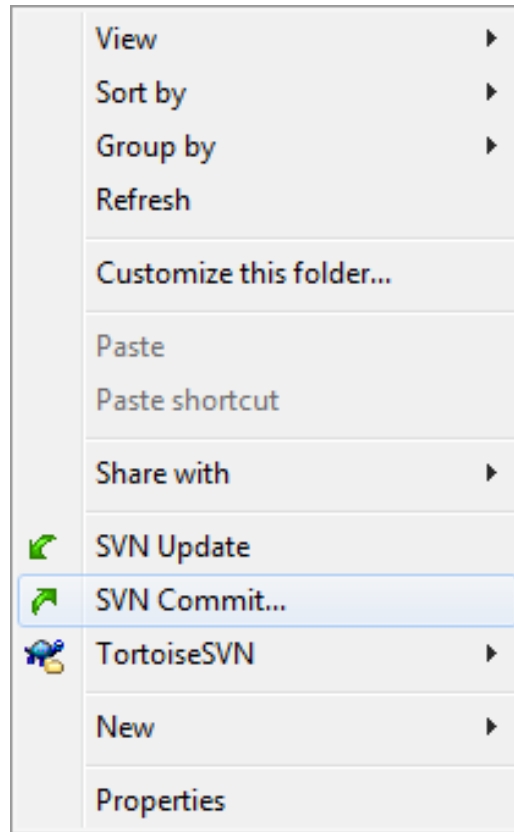 View
Sort by
Group by
Refresh
Customize this folder...
Paste
Paste shortcut
Share with
SVN Update
SVN Commit...
TortoiseSVN
New
Properties